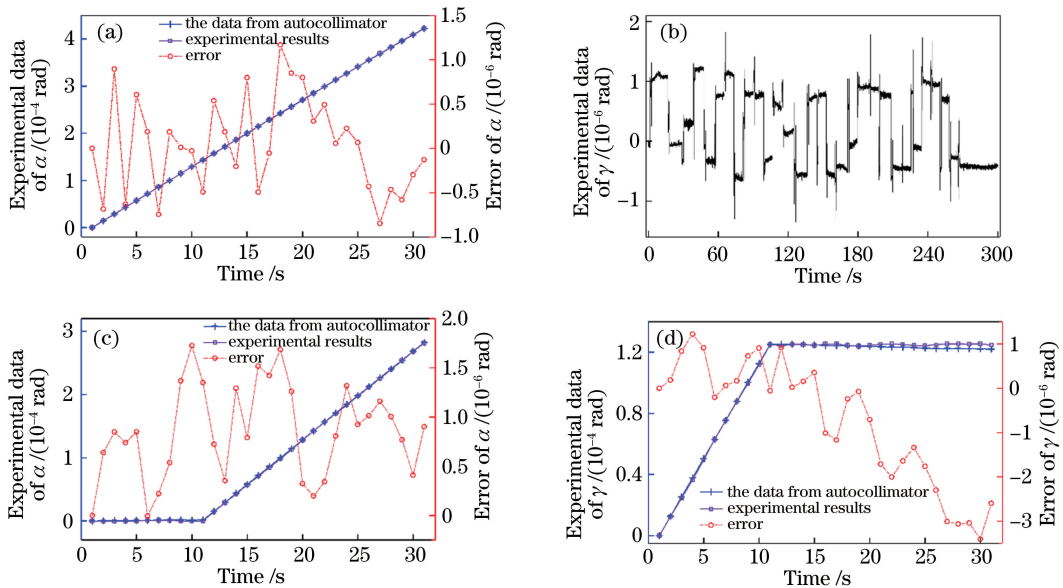 (a)
the data from autocollimator
experimental results
error
Experimental data
of α /(10⁻⁴ rad)
4
3
2
1
0
0 5 10 15 20 25 30
Time /s
1.5
1.0
0.5
0
−0.5
−1.0
Error of α /(10⁻⁶ rad)
(b)
Experimental data
of γ /(10⁻⁶ rad)
2
1
0
−1
0 60 120 180 240 300
Time /s
(c)
the data from autocollimator
experimental results
error
Experimental data
of α /(10⁻⁴ rad)
3
2
1
0
0 5 10 15 20 25 30
Time /s
2.0
1.5
1.0
0.5
0
Error of α /(10⁻⁶ rad)
(d)
Experimental data
of γ /(10⁻⁴ rad)
1.2
0.8
0.4
0
0 5 10 15 20 25 30
Time /s
the data from autocollimator
experimental results
error
1
0
−1
−2
−3
Error of γ /(10⁻⁶ rad)